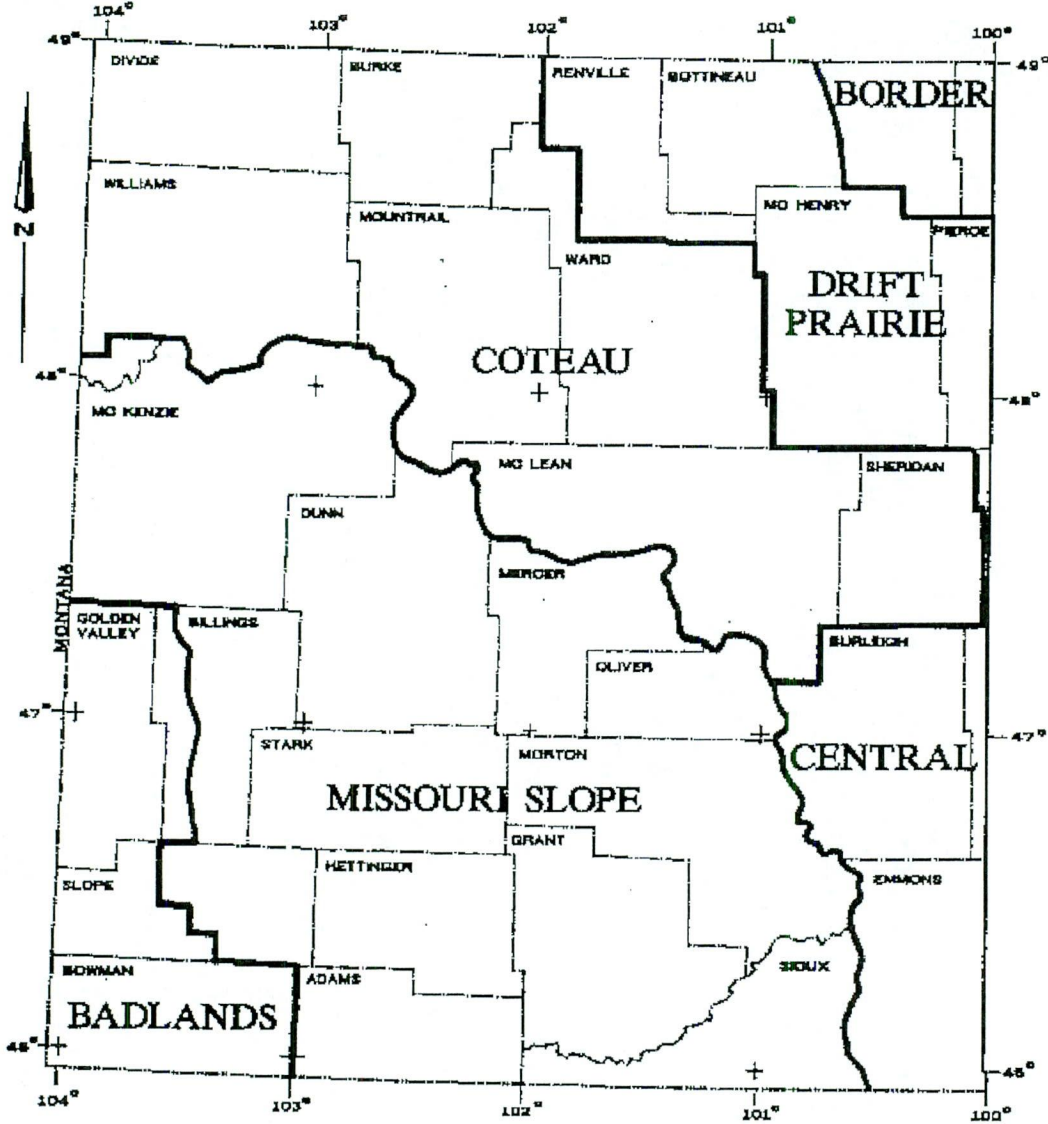 104° 103° 102° 101° 100°
49° 49°
DIVIDE BURKE RENVILLE BOTTINEAU
BORDER
WILLIAMS
MOUNTRAIL
MC HENRY
N
PIERCE
WARD
DRIFT
PRAIRIE
COTEAU
48° 48°
MC KENZIE
MC LEAN
SHERIDAN
DUNN
MERCER
MONTANA
GOLDEN
VALLEY
BILLINGS
BURLEIGH
OLIVER
47° 47°
STARK
MORTON
CENTRAL
MISSOURI SLOPE
GRANT
HETTINGER
SLOPE
EMMONS
BOWMAN
ADAMS
SIOUX
BADLANDS
46° 46°
104° 103° 102° 101° 100°